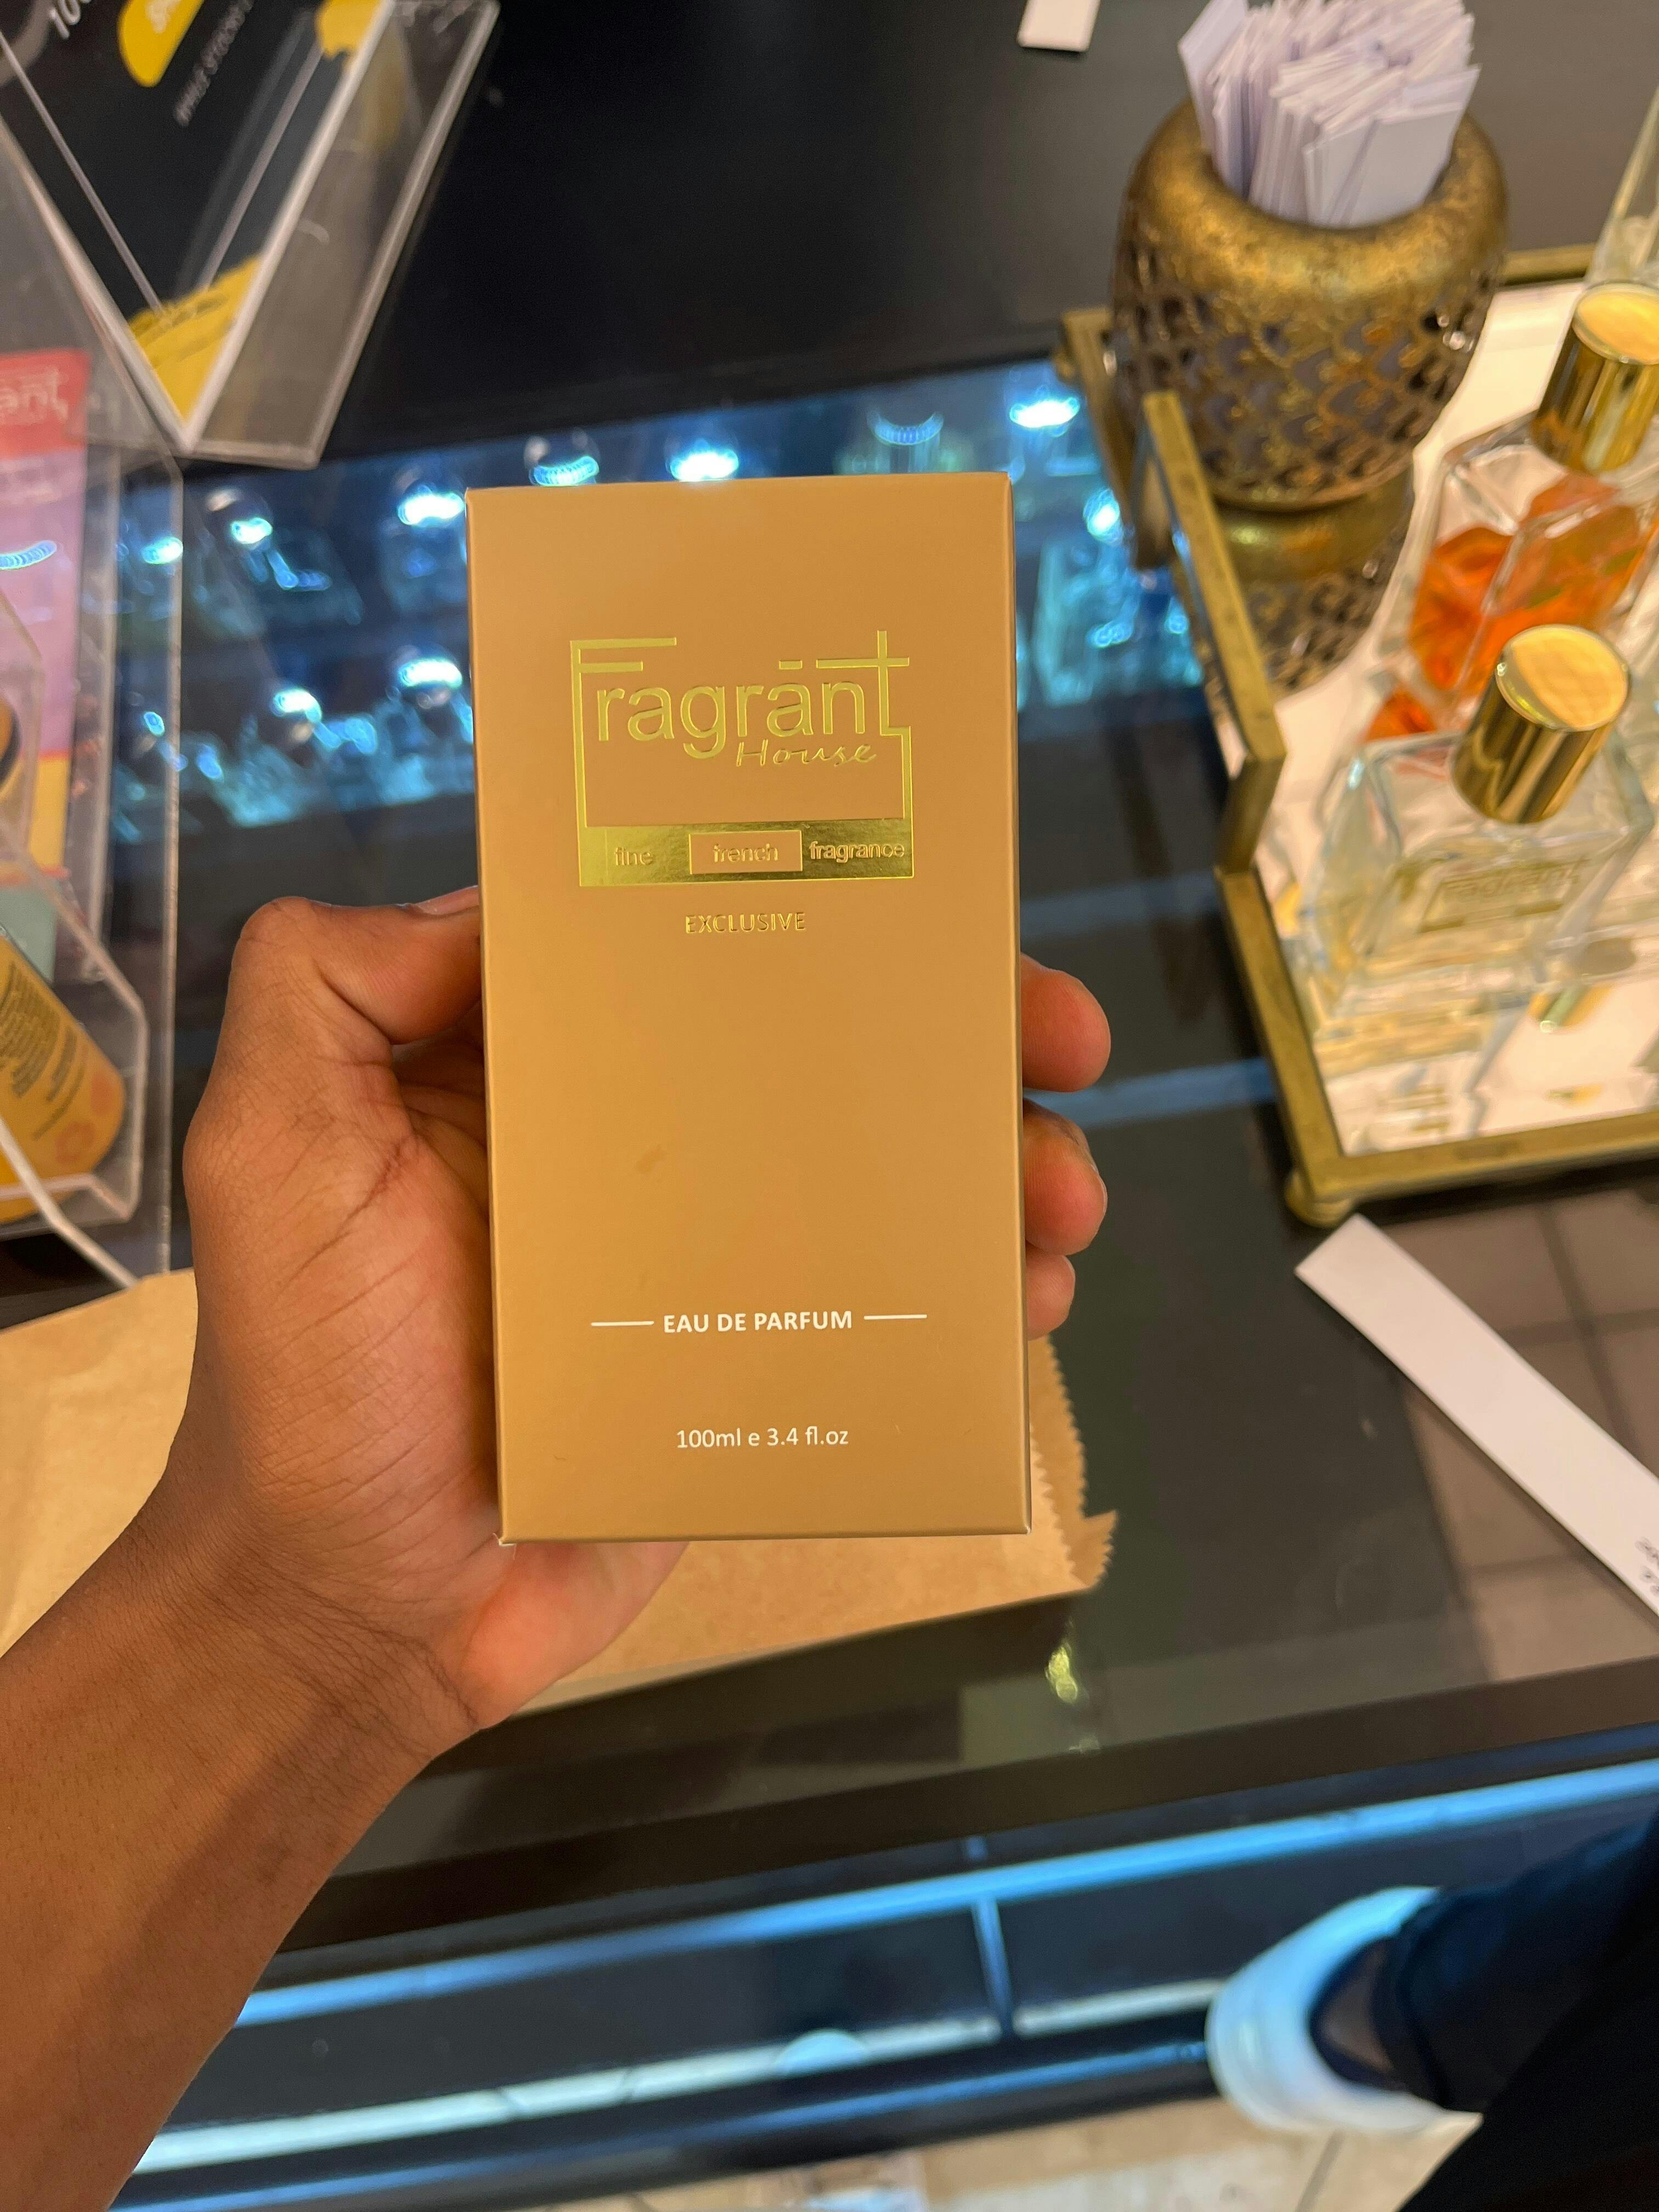 Fragrant
House
fine french fragrance
EXCLUSIVE
EAU DE PARFUM
100ml e 3.4 fl.oz